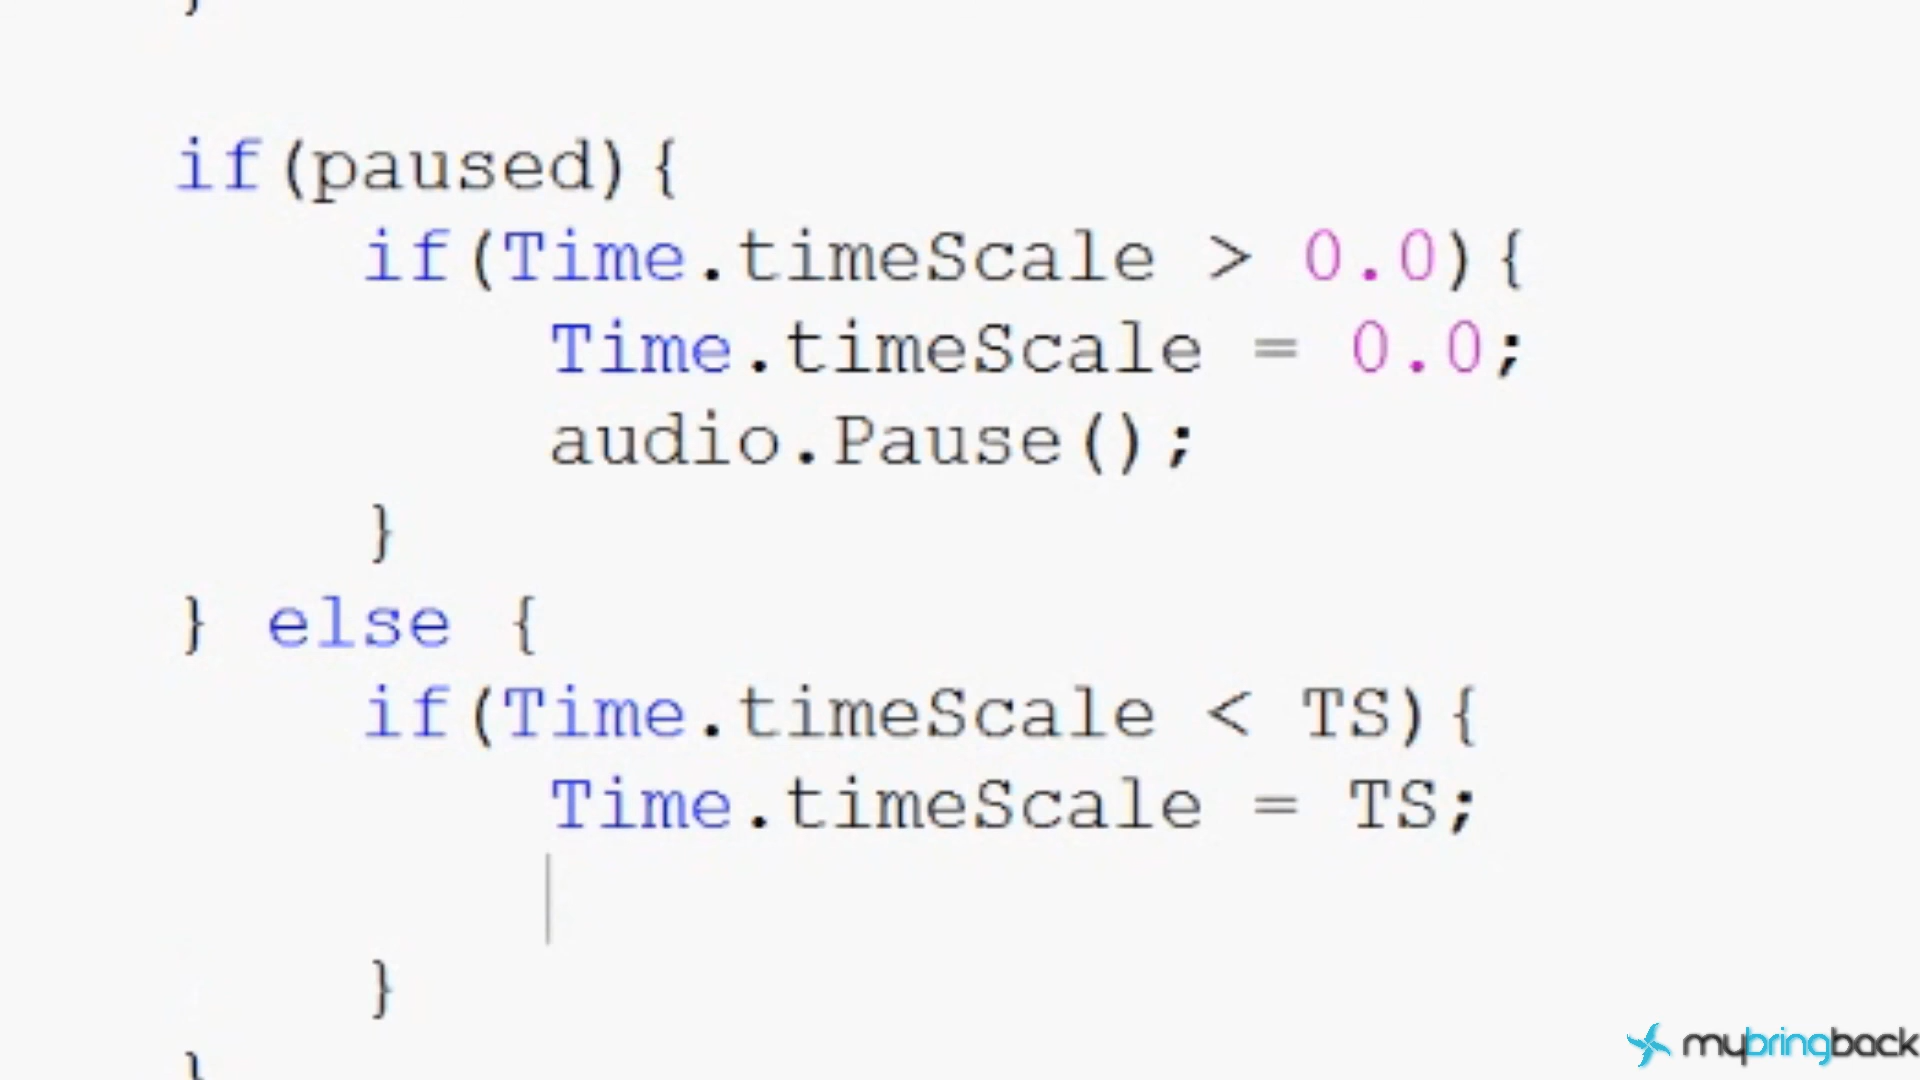 }
if(paused){
if(Time.timeScale > 0.0){
Time.timeScale = 0.0;
audio.Pause();
}
} else {
if(Time.timeScale < TS){
Time.timeScale = TS;
}
}
mybringback